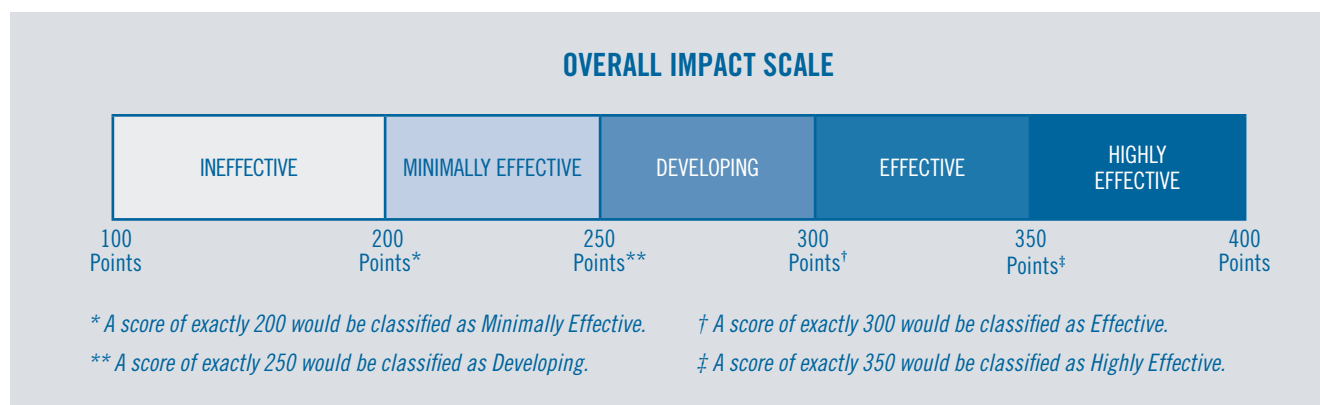 OVERALL IMPACT SCALE
INEFFECTIVE
MINIMALLY EFFECTIVE
DEVELOPING
EFFECTIVE
HIGHLY
EFFECTIVE
100
Points
200
Points*
250
Points**
300
Points†
350
Points‡
400
Points
* A score of exactly 200 would be classified as Minimally Effective.
** A score of exactly 250 would be classified as Developing.
† A score of exactly 300 would be classified as Effective.
‡ A score of exactly 350 would be classified as Highly Effective.